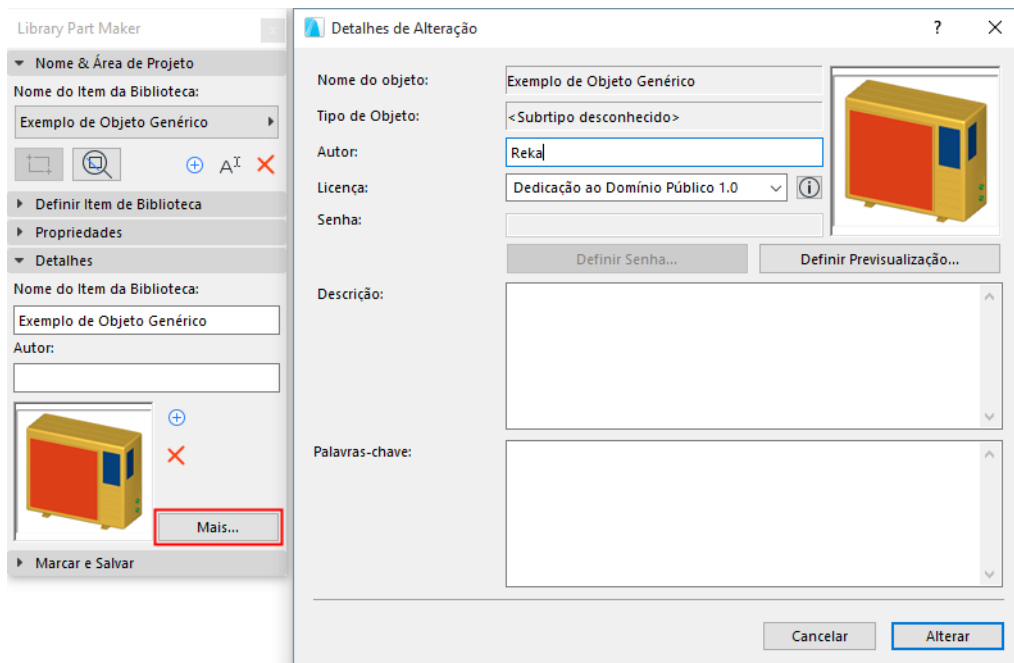 Library Part Maker
x
Nome & Área de Projeto
Nome do Item da Biblioteca:
Exemplo de Objeto Genérico
A
Definir Item de Biblioteca
Propriedades
Detalhes
Nome do Item da Biblioteca:
Exemplo de Objeto Genérico
Autor:
Mais...
Marcar e Salvar
Detalhes de Alteração
?
Nome do objeto:
Exemplo de Objeto Genérico
Tipo de Objeto:
<Subrtipo desconhecido>
Autor:
Reka
Licença:
Dedicação ao Domínio Público 1.0
Senha:
Definir Senha...
Definir Previsualização...
Descrição:
Palavras-chave:
Cancelar
Alterar